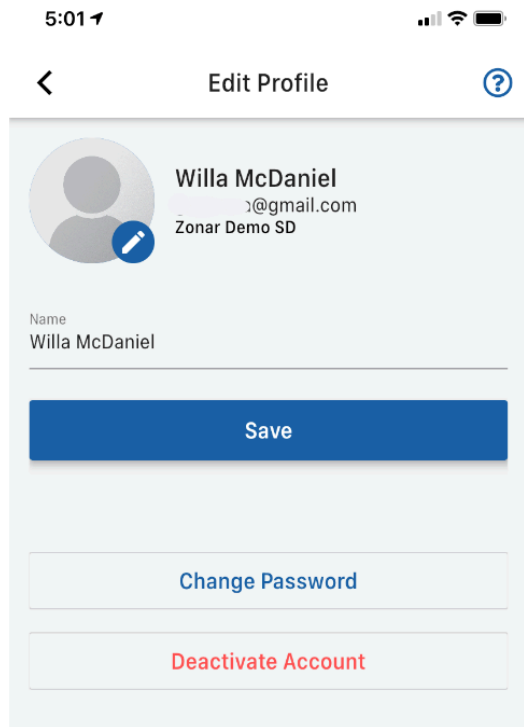 5:01
Edit Profile
Willa McDaniel
@gmail.com
Zonar Demo SD
Name
Willa McDaniel
Save
Change Password
Deactivate Account